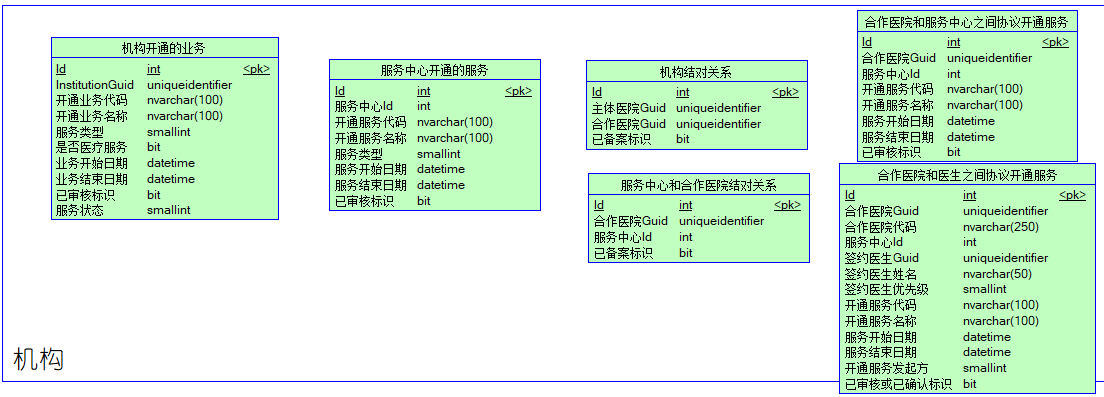 机构开通的业务
Id int <pk>
InstitutionGuid uniqueidentifier
开通业务代码 nvarchar(100)
开通业务名称 nvarchar(100)
服务类型 smallint
是否医疗服务 bit
业务开始日期 datetime
业务结束日期 datetime
已审核标识 bit
服务状态 smallint
服务中心开通的服务
Id int <pk>
服务中心Id int
开通服务代码 nvarchar(100)
开通服务名称 nvarchar(100)
服务类型 smallint
服务开始日期 datetime
服务结束日期 datetime
已审核标识 bit
机构结对关系
Id int <pk>
主体医院Guid uniqueidentifier
合作医院Guid uniqueidentifier
已备案标识 bit
服务中心和合作医院结对关系
Id int <pk>
合作医院Guid uniqueidentifier
服务中心Id int
已备案标识 bit
合作医院和服务中心之间协议开通服务
Id int <pk>
合作医院Guid uniqueidentifier
服务中心Id int
开通服务代码 nvarchar(100)
开通服务名称 nvarchar(100)
服务开始日期 datetime
服务结束日期 datetime
已审核标识 bit
合作医院和医生之间协议开通服务
Id int <pk>
合作医院Guid uniqueidentifier
合作医院代码 nvarchar(250)
服务中心Id int
签约医生Guid uniqueidentifier
签约医生姓名 nvarchar(50)
签约医生优先级 smallint
开通服务代码 nvarchar(100)
开通服务名称 nvarchar(100)
服务开始日期 datetime
服务结束日期 datetime
开通服务发起方 smallint
已审核或已确认标识 bit
机构